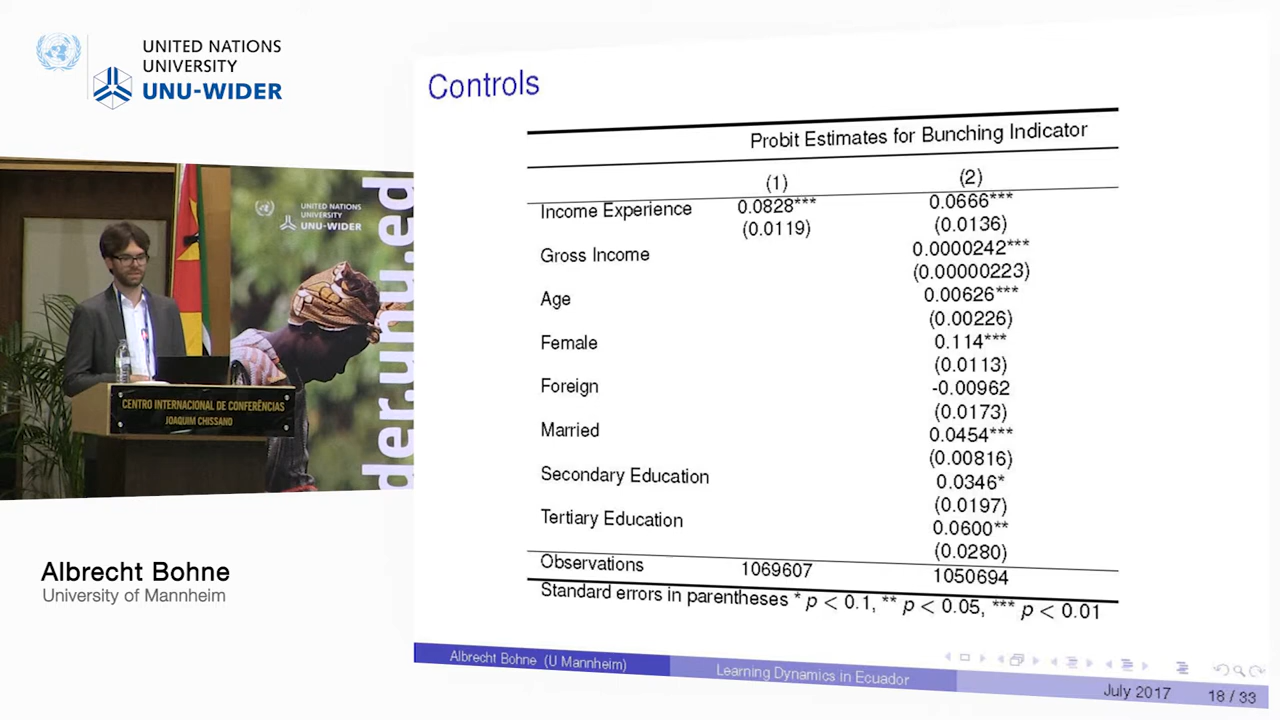 UNITED NATIONS
UNIVERSITY
UNU-WIDER
UNITED NATIONS
UNIVERSITY
UNU-WIDER
der.unu.ed
CENTRO INTERNACIONAL DE CONFERÊNCIAS
JOAQUIM CHISSANO
Albrecht Bohne
University of Mannheim
Controls
Probit Estimates for Bunching Indicator
(1) (2)
Income Experience 0.0828*** 0.0666***
(0.0119) (0.0136)
Gross Income 0.0000242***
(0.00000223)
Age 0.00626***
(0.00226)
Female 0.114***
(0.0113)
Foreign -0.00962
(0.0173)
Married 0.0454***
(0.00816)
Secondary Education 0.0346*
(0.0197)
Tertiary Education 0.0600**
(0.0280)
Observations 1069607 1050694
Standard errors in parentheses * p < 0.1, ** p < 0.05, *** p < 0.01
Albrecht Bohne (U Mannheim) Learning Dynamics in Ecuador July 2017 18 / 33